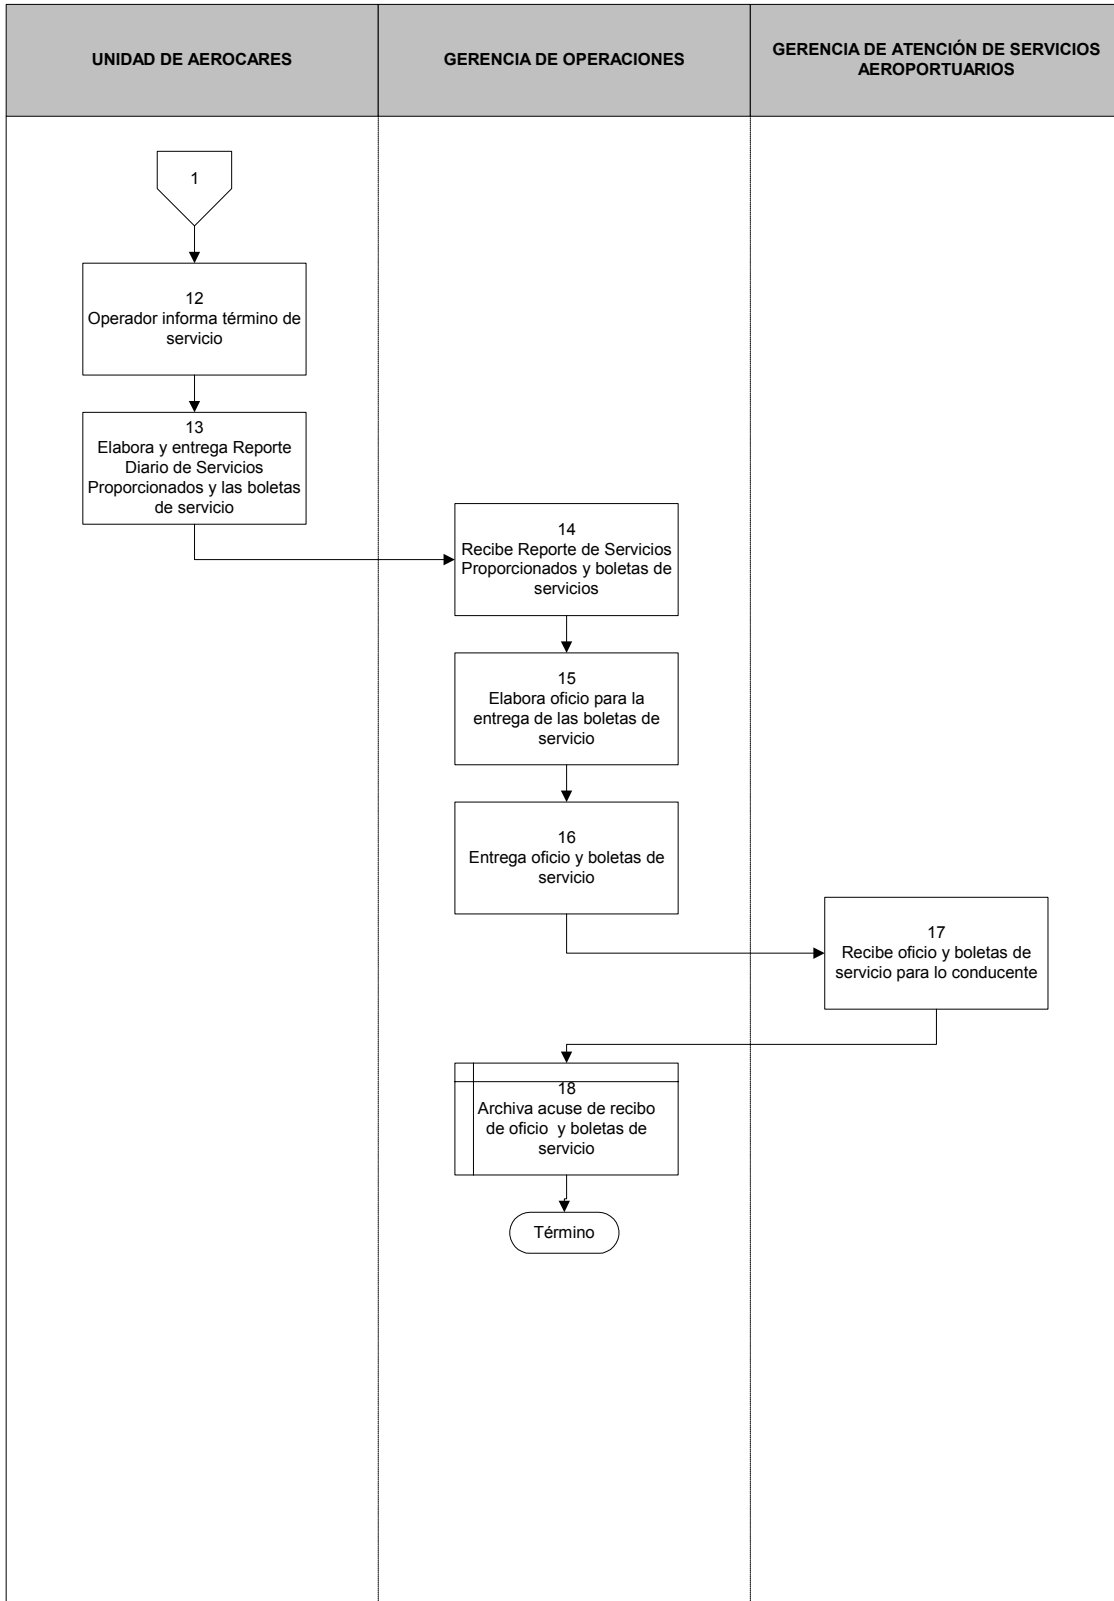 UNIDAD DE AEROCARES
GERENCIA DE OPERACIONES
GERENCIA DE ATENCIÓN DE SERVICIOS
AEROPORTUARIOS
1
12
Operador informa término de
servicio
13
Elabora y entrega Reporte
Diario de Servicios
Proporcionados y las boletas
de servicio
14
Recibe Reporte de Servicios
Proporcionados y boletas de
servicios
15
Elabora oficio para la
entrega de las boletas de
servicio
16
Entrega oficio y boletas de
servicio
17
Recibe oficio y boletas de
servicio para lo conducente
18
Archiva acuse de recibo
de oficio  y boletas de
servicio
Término